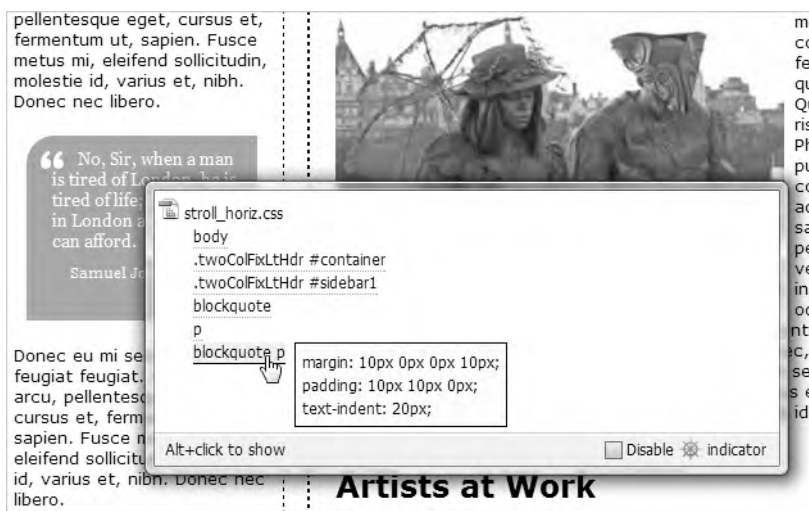 pellentesque eget, cursus et,
fermentum ut, sapien. Fusce
metus mi, eleifend sollicitudin,
molestie id, varius et, nibh.
Donec nec libero.
“ No, Sir, when a man
is tired of London, he is
tired of life;
in London a
can afford.
Samuel Jo
stroll_horiz.css
body
.twoColFixLtHdr #container
.twoColFixLtHdr #sidebar1
blockquote
p
blockquote p
margin: 10px 0px 0px 10px;
padding: 10px 10px 0px;
text-indent: 20px;
Alt+click to show
Disable
indicator
Donec eu mi se
feugiat feugiat.
arcu, pellentesq
cursus et, ferm
sapien. Fusce m
eleifend sollicitu
id, varius et, nibh. Donec nec
libero.
Artists at Work